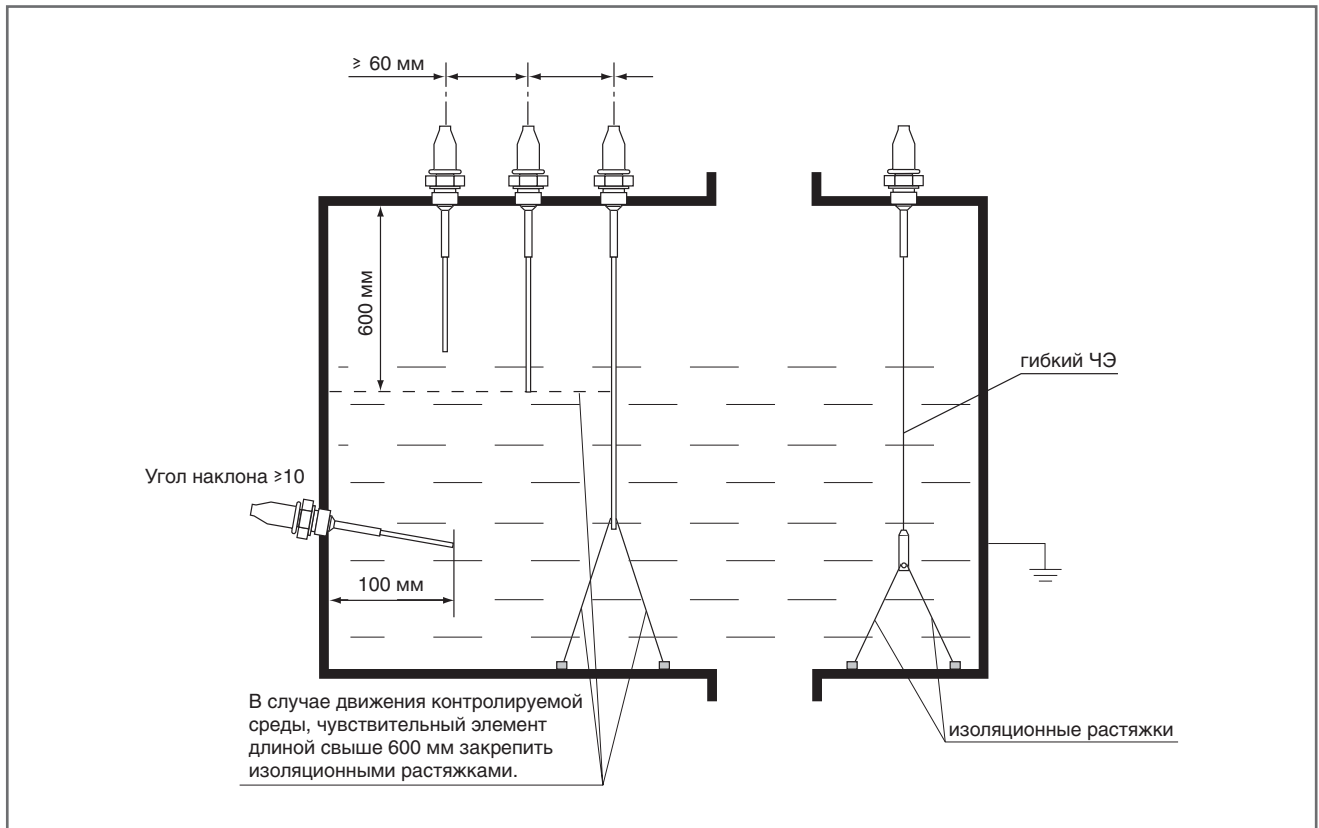 ⩾ 60 мм
600 мм
гибкий ЧЭ
Угол наклона ⩾10
100 мм
В случае движения контролируемой
среды, чувствительный элемент
длиной свыше 600 мм закрепить
изоляционными растяжками.
изоляционные растяжки